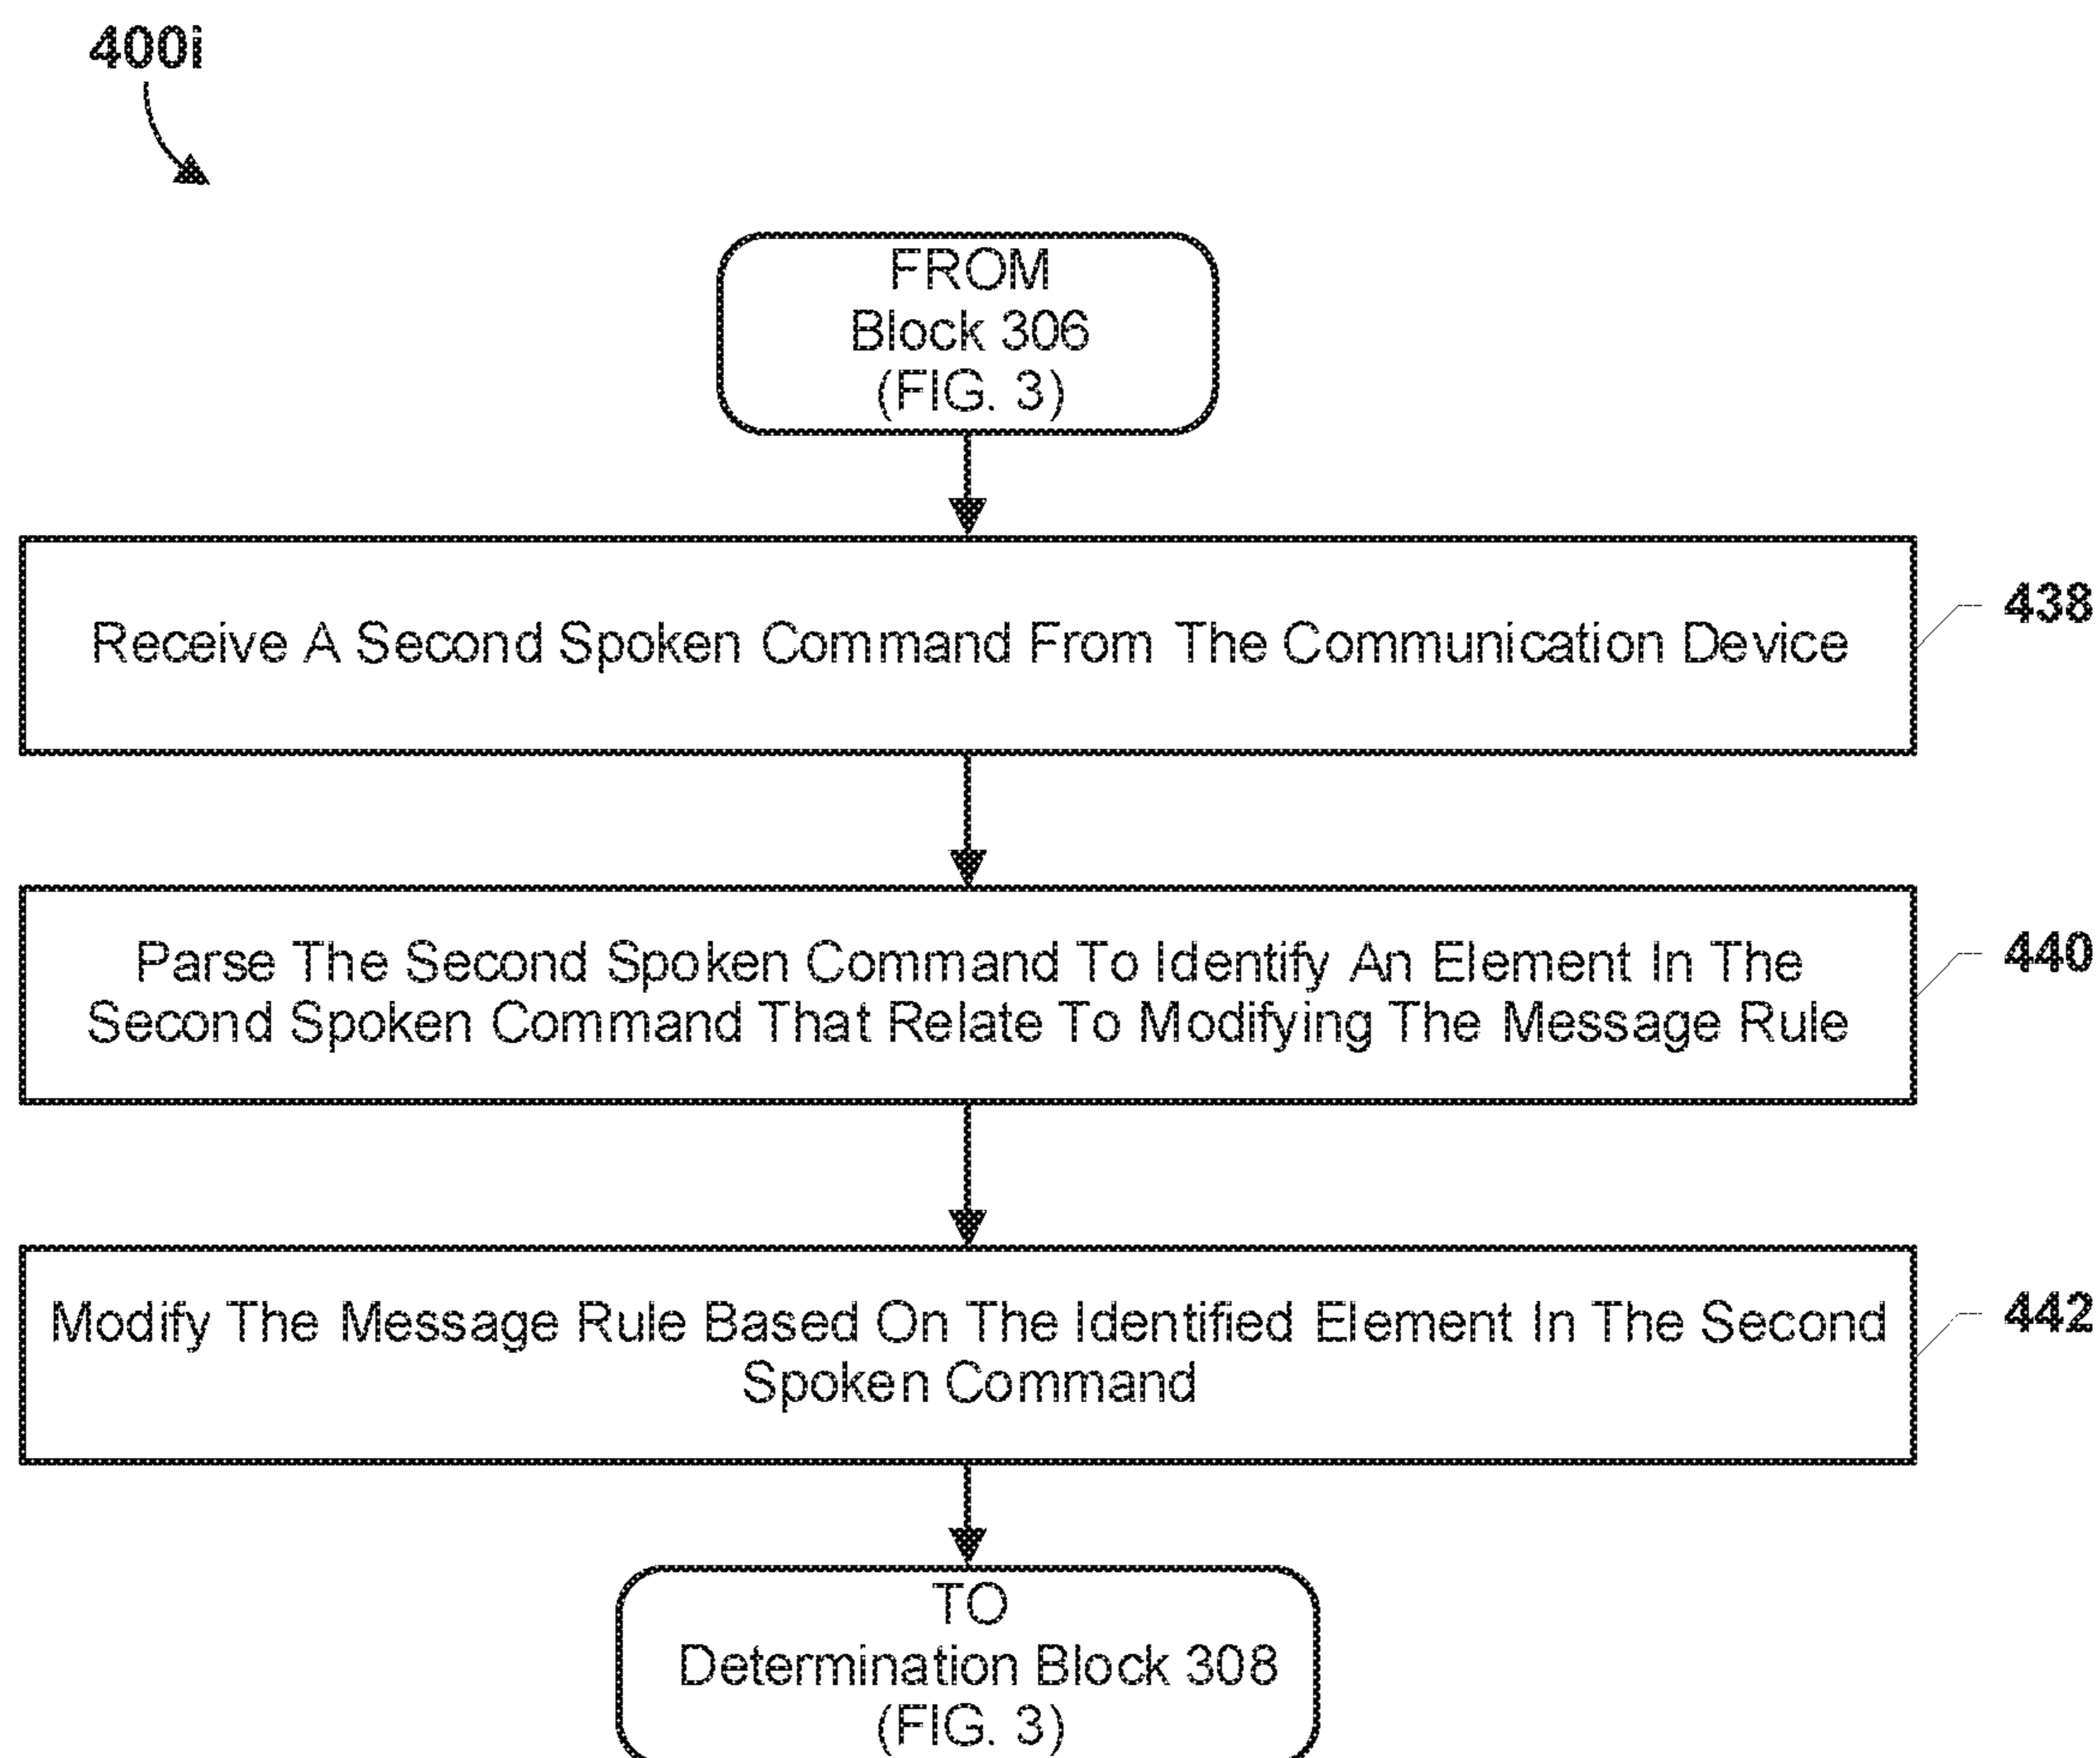 400i
FROM
Block 306
(FIG. 3)
Receive A Second Spoken Command From The Communication Device
438
Parse The Second Spoken Command To Identify An Element In The
Second Spoken Command That Relate To Modifying The Message Rule
440
Modify The Message Rule Based On The Identified Element In The Second
Spoken Command
442
TO
Determination Block 308
(FIG. 3)